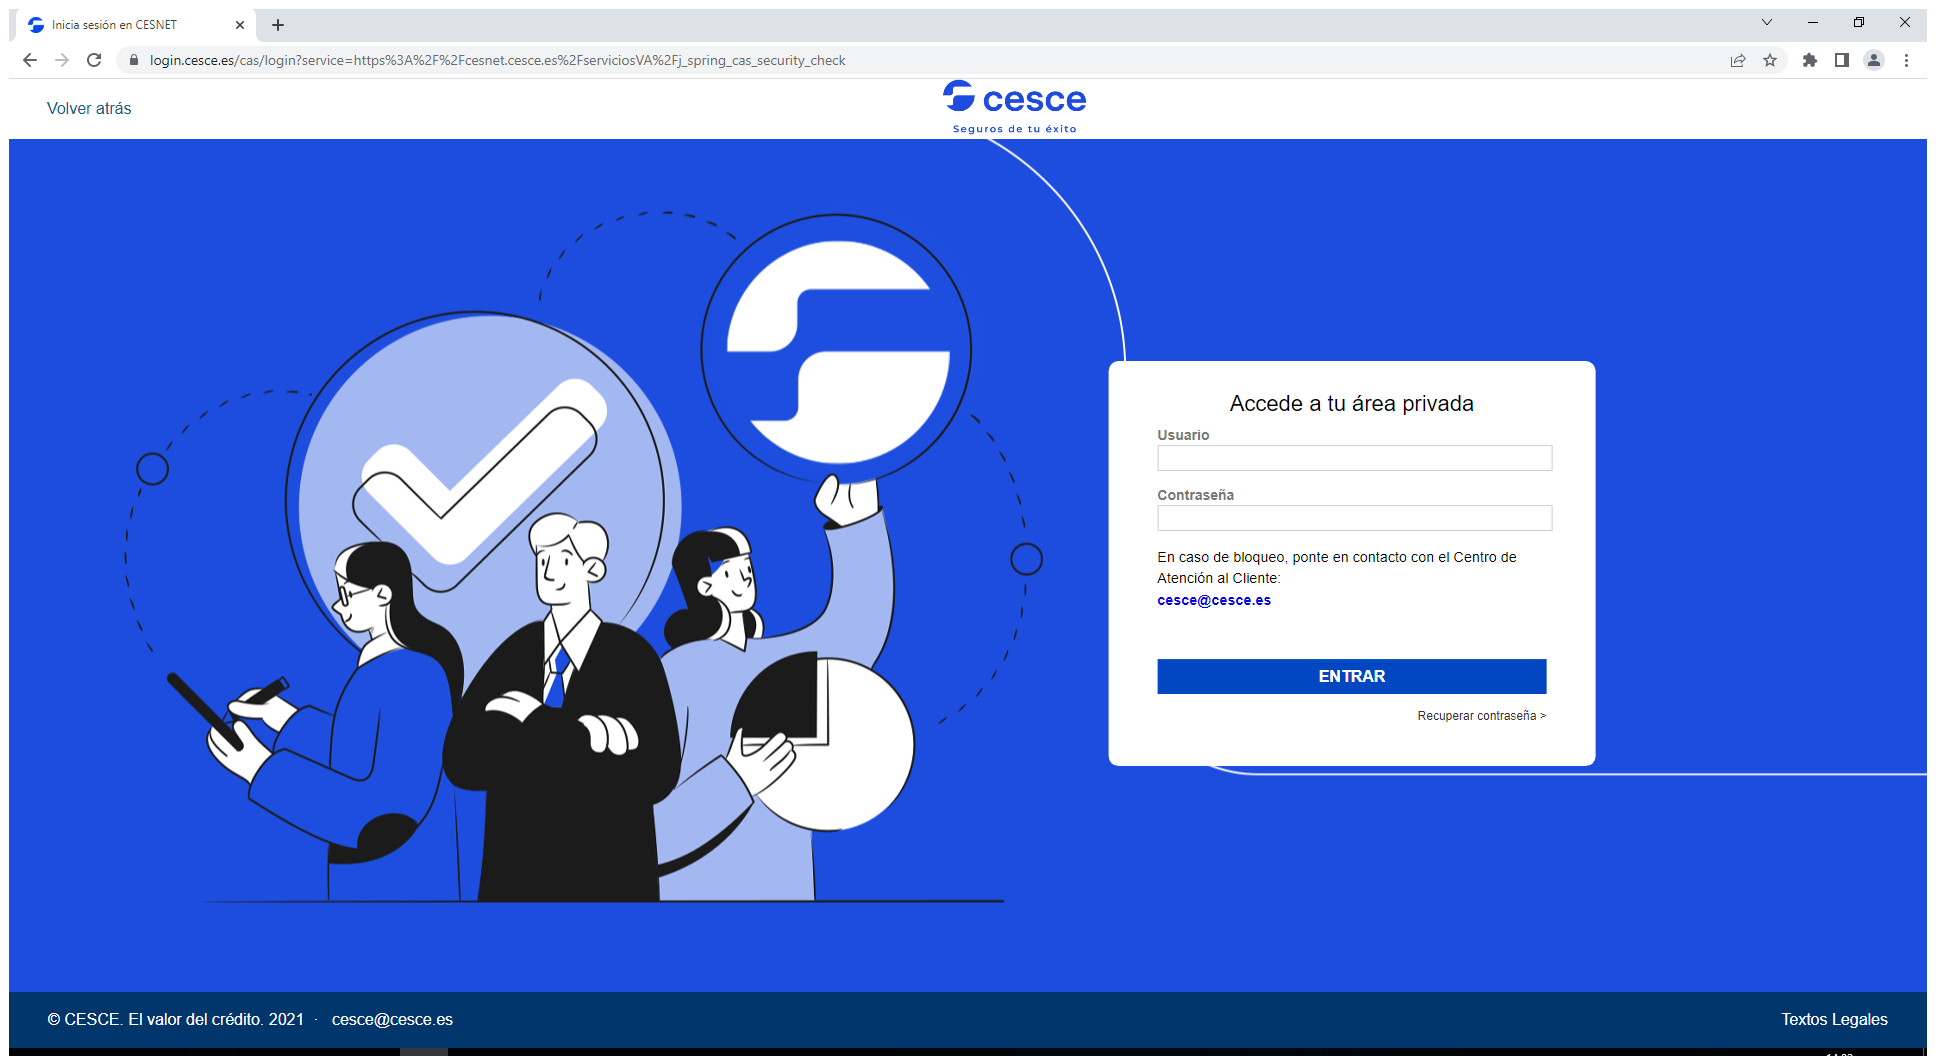 Inicia sesión en CESNET
login.cesce.es/cas/login?service=https%3A%2F%2Fcesnet.cesce.es%2FserviciosVA%2Fj_spring_cas_security_check
Volver atrás
cesce
Seguros de tu éxito
Accede a tu área privada
Usuario
Contraseña
En caso de bloqueo, ponte en contacto con el Centro de
Atención al Cliente:
cesce@cesce.es
ENTRAR
Recuperar contraseña >
© CESCE. El valor del crédito. 2021 · cesce@cesce.es
Textos Legales